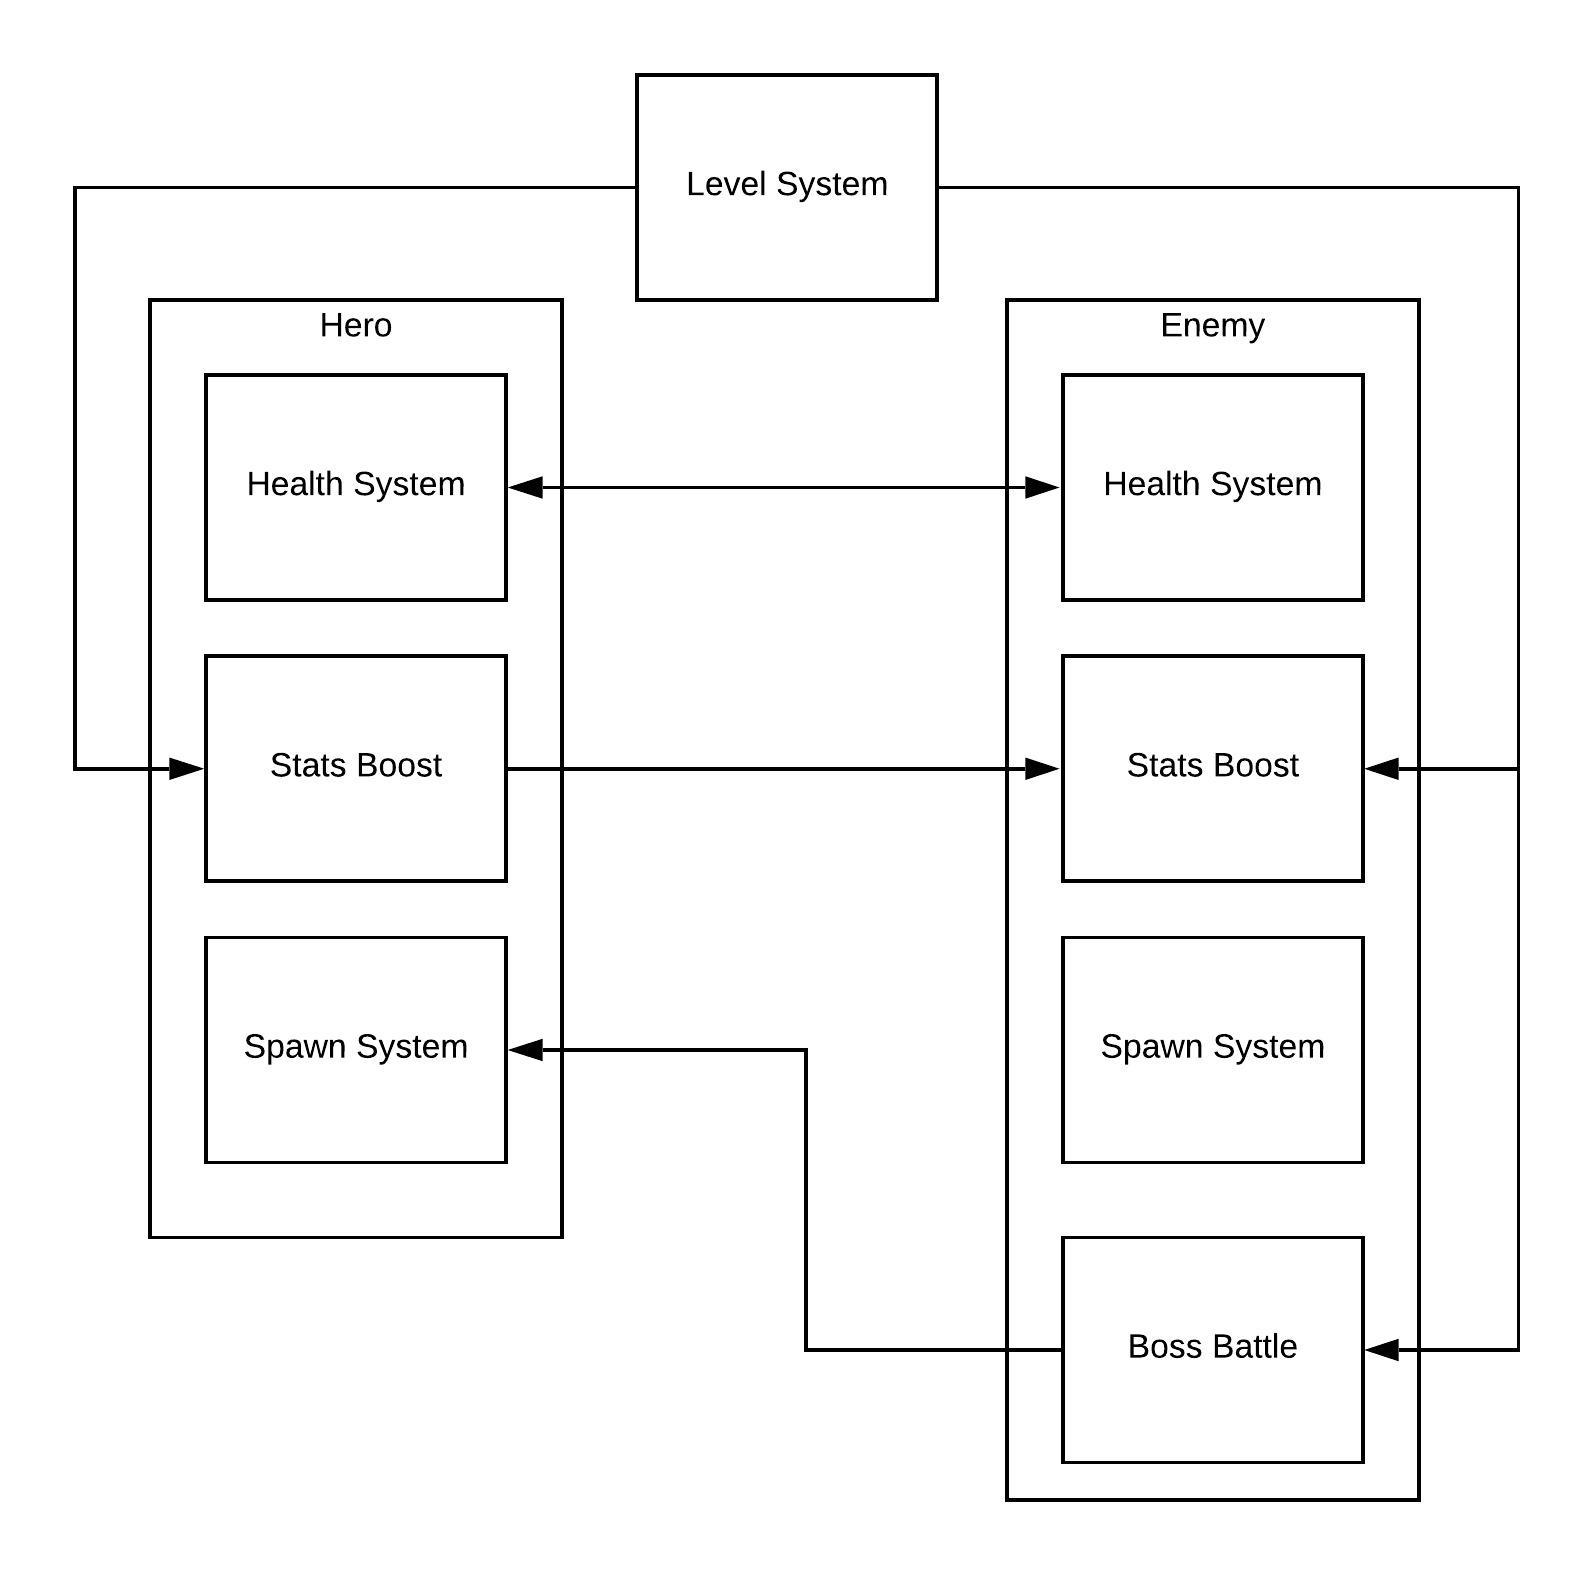 Level System
Hero
Health System
Stats Boost
Spawn System
Enemy
Health System
Stats Boost
Spawn System
Boss Battle